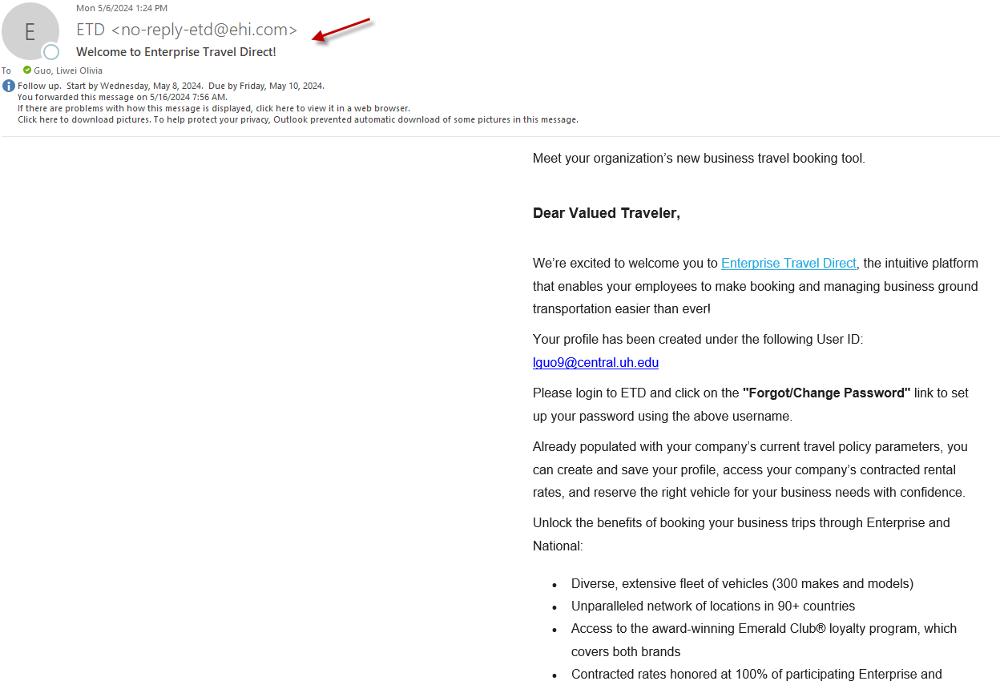 Mon 5/6/2024 1:24 PM
E
ETD <no-reply-etd@ehi.com>
Welcome to Enterprise Travel Direct!
To Guo, Liwei Olivia
Follow up. Start by Wednesday, May 8, 2024. Due by Friday, May 10, 2024.
You forwarded this message on 5/16/2024 7:56 AM.
If there are problems with how this message is displayed, click here to view it in a web browser.
Click here to download pictures. To help protect your privacy, Outlook prevented automatic download of some pictures in this message.
Meet your organization’s new business travel booking tool.
Dear Valued Traveler,
We’re excited to welcome you to Enterprise Travel Direct, the intuitive platform
that enables your employees to make booking and managing business ground
transportation easier than ever!
Your profile has been created under the following User ID:
lguo9@central.uh.edu
Please login to ETD and click on the "Forgot/Change Password" link to set
up your password using the above username.
Already populated with your company’s current travel policy parameters, you
can create and save your profile, access your company’s contracted rental
rates, and reserve the right vehicle for your business needs with confidence.
Unlock the benefits of booking your business trips through Enterprise and
National:
• Diverse, extensive fleet of vehicles (300 makes and models)
• Unparalleled network of locations in 90+ countries
• Access to the award-winning Emerald Club® loyalty program, which
covers both brands
• Contracted rates honored at 100% of participating Enterprise and